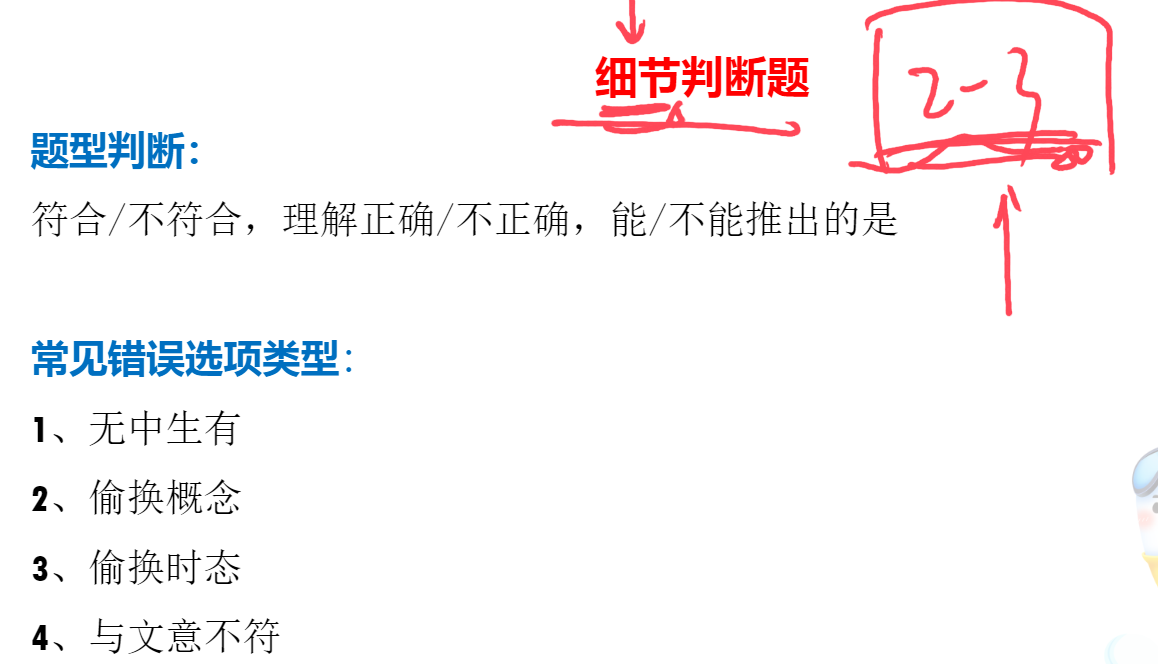 细节判断题
2-3
题型判断：
符合/不符合，理解正确/不正确，能/不能推出的是
常见错误选项类型：
1、无中生有
2、偷换概念
3、偷换时态
4、与文意不符